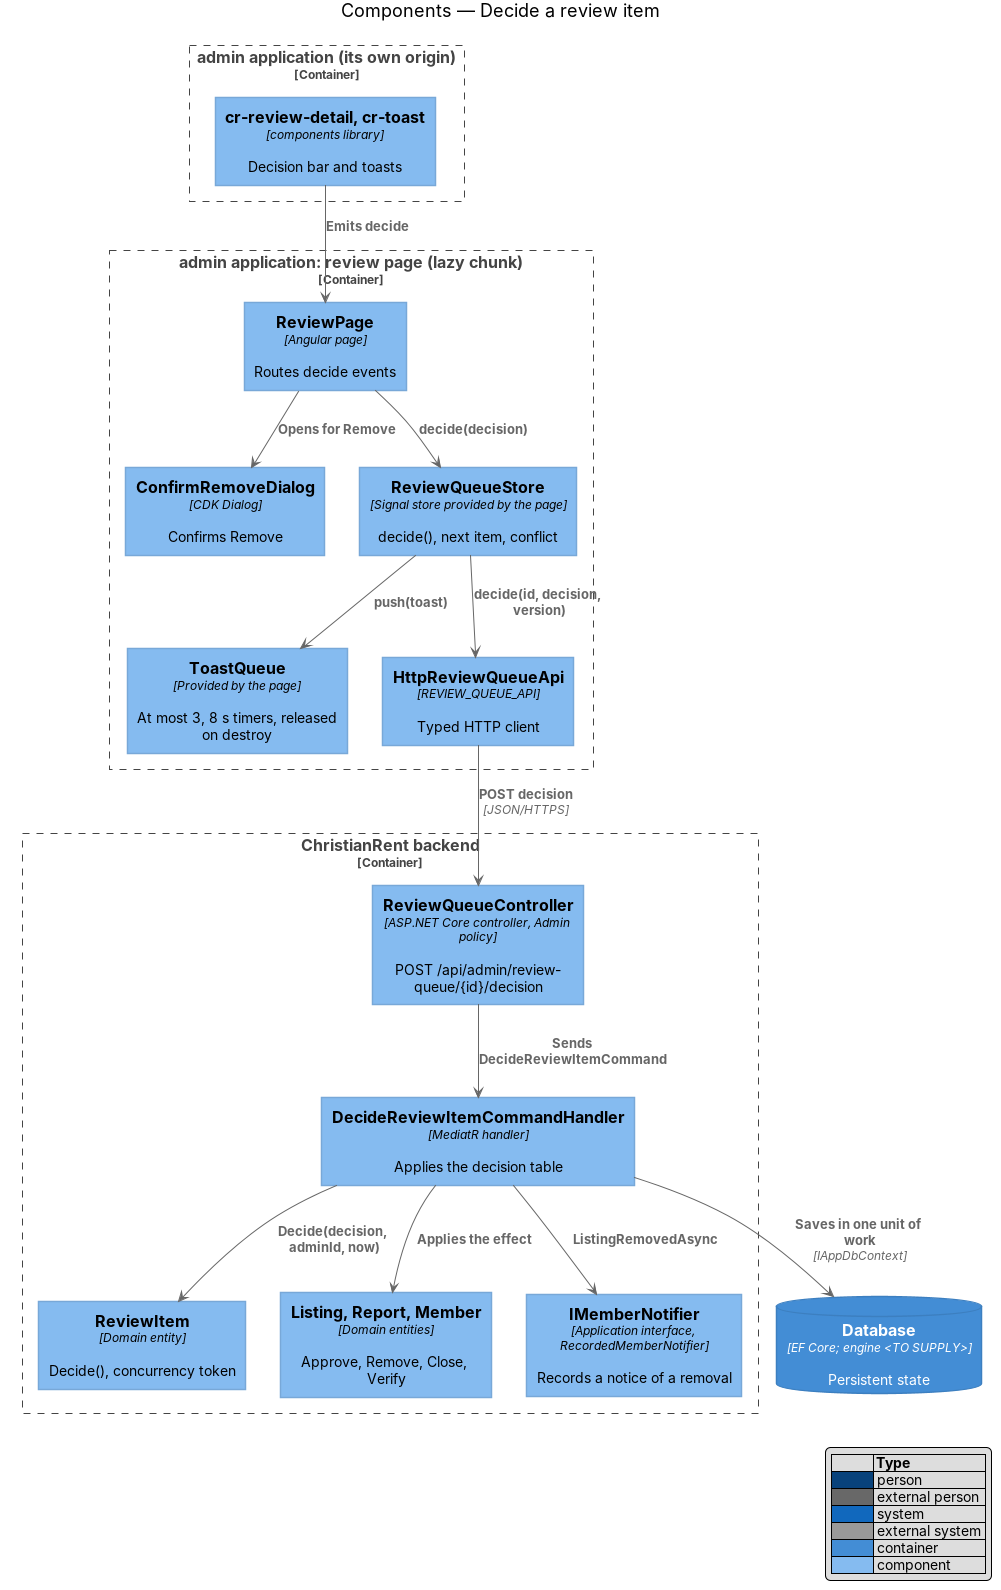 Components — Decide a review item
admin application (its own origin)
[Container]
cr-review-detail, cr-toast
[components library]
Decision bar and toasts
Emits decide
admin application: review page (lazy chunk)
[Container]
ReviewPage
[Angular page]
Routes decide events
Opens for Remove
decide(decision)
ConfirmRemoveDialog
[CDK Dialog]
Confirms Remove
ReviewQueueStore
[Signal store provided by the page]
decide(), next item, conflict
push(toast)
decide(id, decision,
version)
ToastQueue
[Provided by the page]
At most 3, 8 s timers, released
on destroy
HttpReviewQueueApi
[REVIEW_QUEUE_API]
Typed HTTP client
POST decision
[JSON/HTTPS]
ChristianRent backend
[Container]
ReviewQueueController
[ASP.NET Core controller, Admin
policy]
POST /api/admin/review-
queue/{id}/decision
Sends
DecideReviewItemCommand
DecideReviewItemCommandHandler
[MediatR handler]
Applies the decision table
Decide(decision,
adminId, now)
Applies the effect
ListingRemovedAsync
Saves in one unit of
work
[IAppDbContext]
ReviewItem
[Domain entity]
Decide(), concurrency token
Listing, Report, Member
[Domain entities]
Approve, Remove, Close,
Verify
IMemberNotifier
[Application interface,
RecordedMemberNotifier]
Records a notice of a removal
Database
[EF Core; engine <TO SUPPLY>]
Persistent state
Type
person
external person
system
external system
container
component